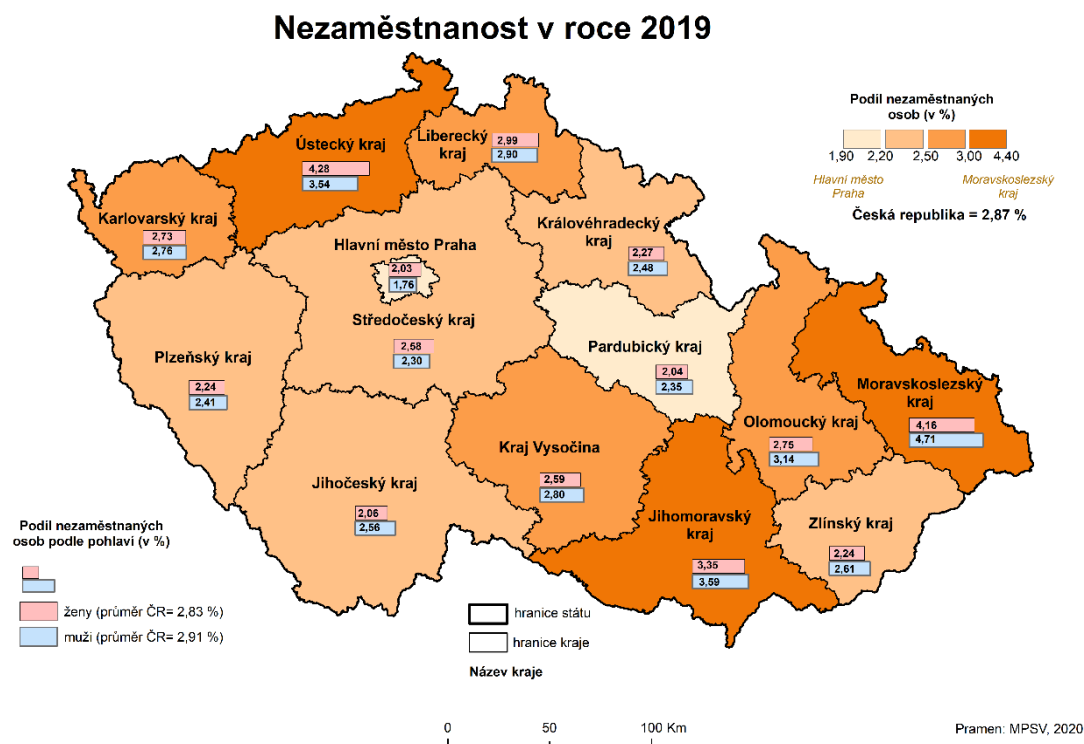 Nezaměstnanost v roce 2019
Podíl nezaměstnaných
osob (v %)
1,90 2,20 2,50 3,00 4,40
Hlavní město
Praha
Moravskoslezský
kraj
Česká republika = 2,87 %
Ústecký kraj
4,28
3,54
Liberecký
kraj
2,99
2,90
Karlovarský kraj
2,73
2,76
Hlavní město Praha
2,03
1,76
Královéhradecký
kraj
2,27
2,48
Středočeský kraj
2,58
2,30
Plzeňský kraj
2,24
2,41
Pardubický kraj
2,04
2,35
Moravskoslezský
kraj
4,16
4,71
Olomoucký kraj
2,75
3,14
Kraj Vysočina
2,59
2,80
Jihočeský kraj
2,06
2,56
Jihomoravský
kraj
3,35
3,59
Zlínský kraj
2,24
2,61
Podíl nezaměstnaných
osob podle pohlaví (v %)
ženy (průměr ČR= 2,83 %)
muži (průměr ČR= 2,91 %)
hranice státu
hranice kraje
Název kraje
0 50 100 Km
Pramen: MPSV, 2020